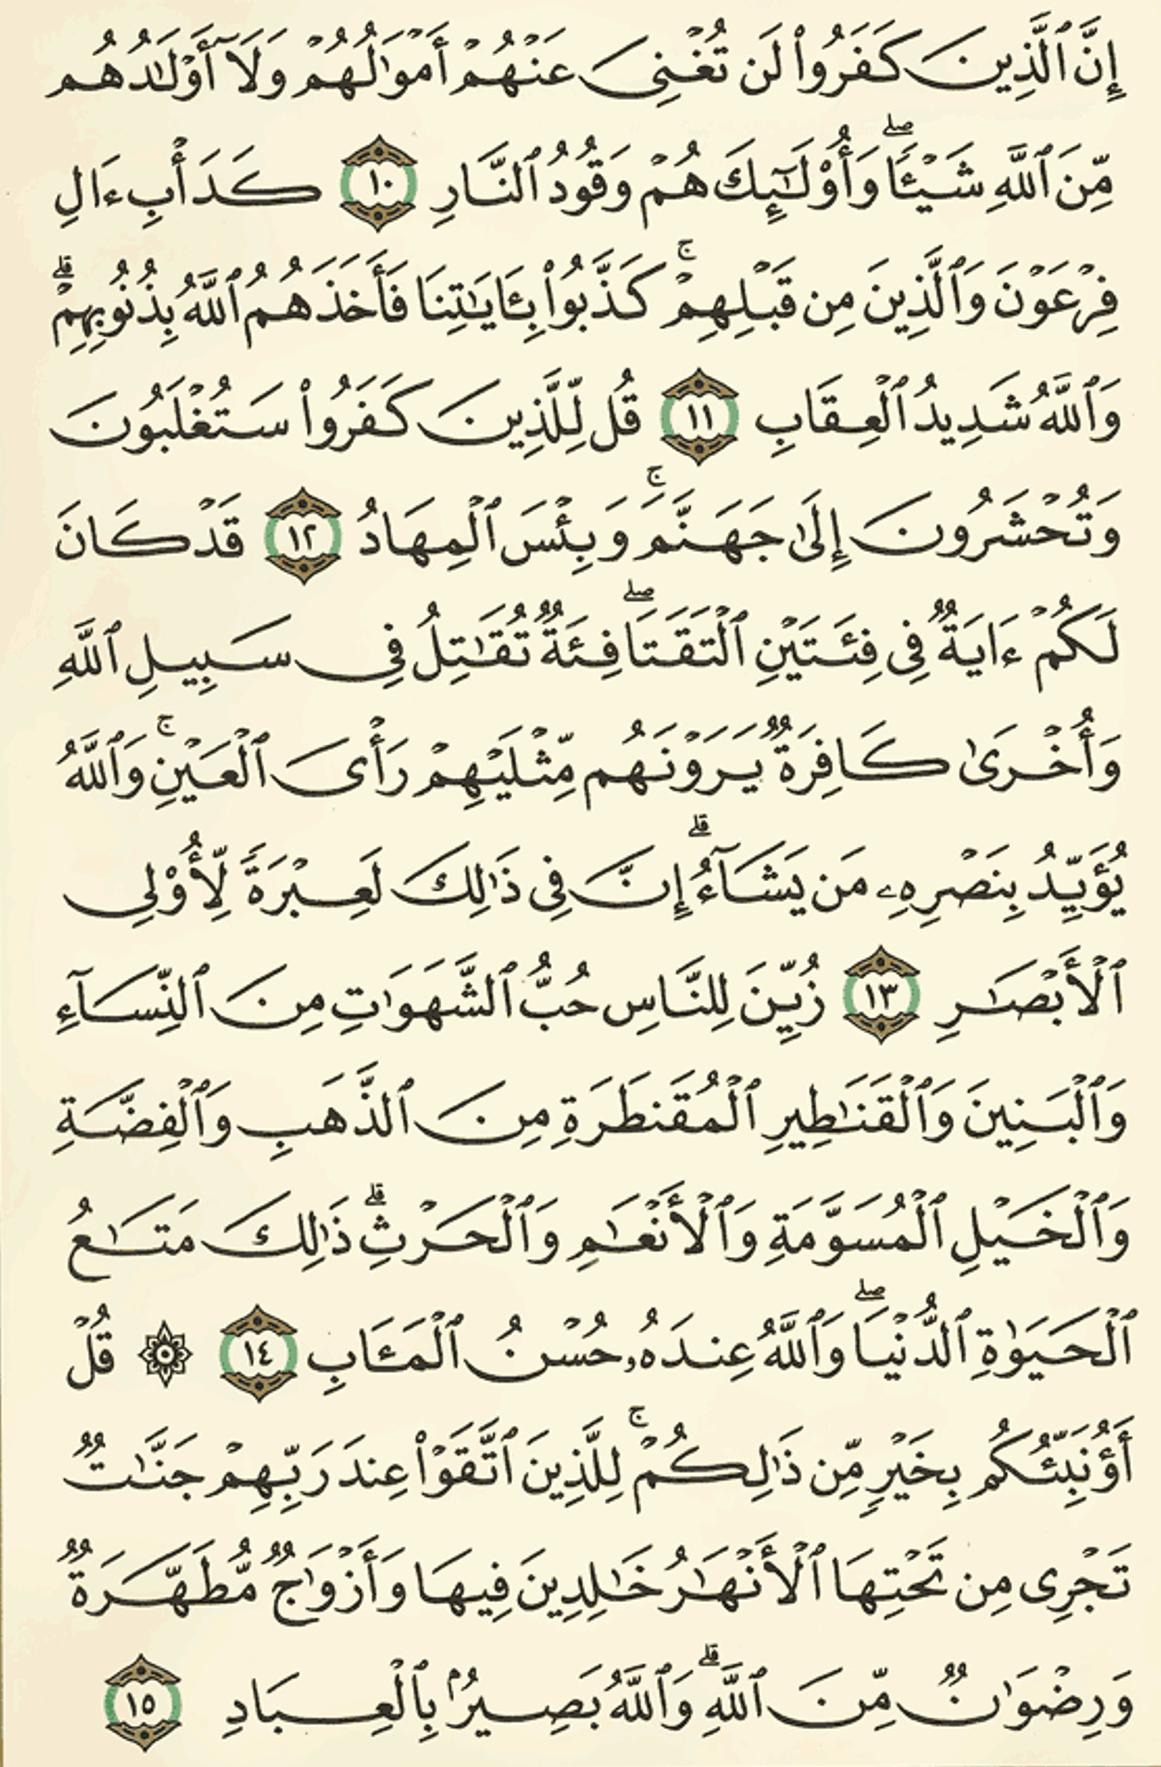 إِنَّ ٱلَّذِينَ كَفَرُوا۟ لَن تُغْنِىَ عَنْهُمْ أَمْوَٰلُهُمْ وَلَآ أَوْلَٰدُهُم
مِّنَ ٱللَّهِ شَيْـًٔا ۖ وَأُو۟لَٰٓئِكَ هُمْ وَقُودُ ٱلنَّارِ ١٠ كَدَأْبِ ءَالِ
فِرْعَوْنَ وَٱلَّذِينَ مِن قَبْلِهِمْ ۚ كَذَّبُوا۟ بِـَٔايَٰتِنَا فَأَخَذَهُمُ ٱللَّهُ بِذُنُوبِهِمْ ۗ
وَٱللَّهُ شَدِيدُ ٱلْعِقَابِ ١١ قُل لِّلَّذِينَ كَفَرُوا۟ سَتُغْلَبُونَ
وَتُحْشَرُونَ إِلَىٰ جَهَنَّمَ ۚ وَبِئْسَ ٱلْمِهَادُ ١٢ قَدْ كَانَ
لَكُمْ ءَايَةٌ فِى فِئَتَيْنِ ٱلْتَقَتَا ۖ فِئَةٌ تُقَٰتِلُ فِى سَبِيلِ ٱللَّهِ
وَأُخْرَىٰ كَافِرَةٌ يَرَوْنَهُم مِّثْلَيْهِمْ رَأْىَ ٱلْعَيْنِ ۚ وَٱللَّهُ
يُؤَيِّدُ بِنَصْرِهِۦ مَن يَشَآءُ ۗ إِنَّ فِى ذَٰلِكَ لَعِبْرَةً لِّأُو۟لِى
ٱلْأَبْصَٰرِ ١٣ زُيِّنَ لِلنَّاسِ حُبُّ ٱلشَّهَوَٰتِ مِنَ ٱلنِّسَآءِ
وَٱلْبَنِينَ وَٱلْقَنَٰطِيرِ ٱلْمُقَنطَرَةِ مِنَ ٱلذَّهَبِ وَٱلْفِضَّةِ
وَٱلْخَيْلِ ٱلْمُسَوَّمَةِ وَٱلْأَنْعَٰمِ وَٱلْحَرْثِ ۗ ذَٰلِكَ مَتَٰعُ
ٱلْحَيَوٰةِ ٱلدُّنْيَا ۖ وَٱللَّهُ عِندَهُۥ حُسْنُ ٱلْمَـَٔابِ ١٤ ۞ قُلْ
أَؤُنَبِّئُكُم بِخَيْرٍ مِّن ذَٰلِكُمْ ۚ لِلَّذِينَ ٱتَّقَوْا۟ عِندَ رَبِّهِمْ جَنَّٰتٌ
تَجْرِى مِن تَحْتِهَا ٱلْأَنْهَٰرُ خَٰلِدِينَ فِيهَا وَأَزْوَٰجٌ مُّطَهَّرَةٌ
وَرِضْوَٰنٌ مِّنَ ٱللَّهِ ۗ وَٱللَّهُ بَصِيرٌۢ بِٱلْعِبَادِ ١٥